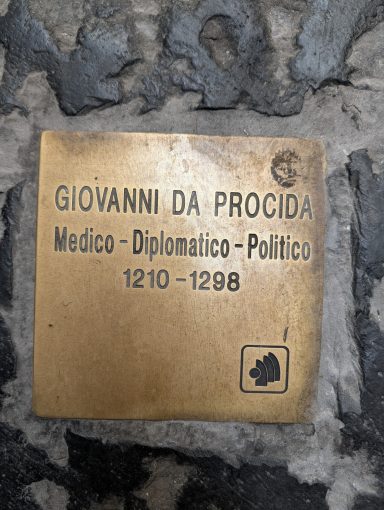 GIOVANNI DA PROCIDA
Medico - Diplomatico - Politico
1210 - 1298